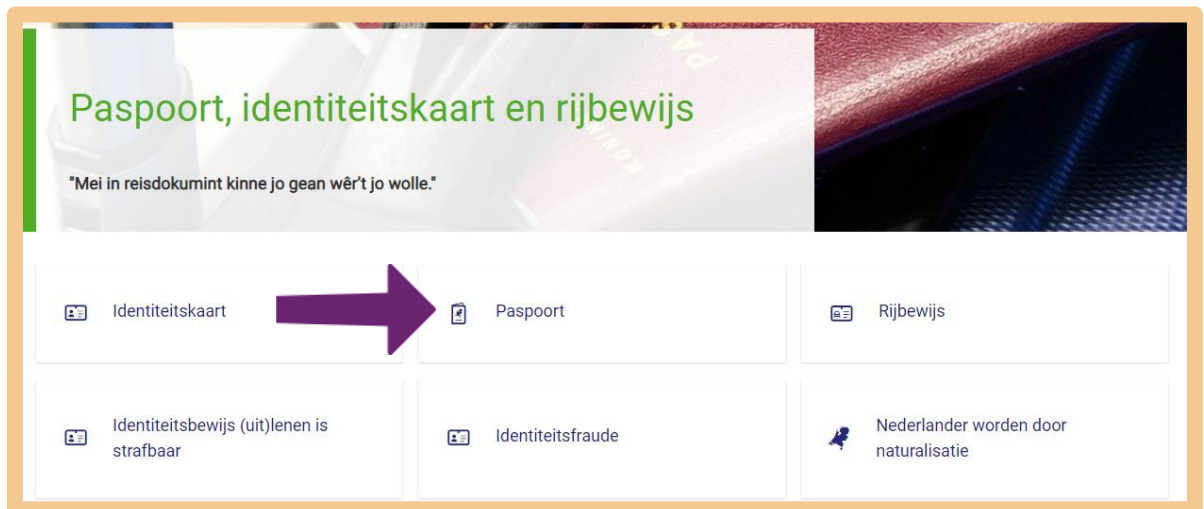 Paspoort, identiteitskaart en rijbewijs
"Mei in reisdokumint kinne jo gean wêr't jo wolle."
Identiteitskaart
Paspoort
Rijbewijs
Identiteitsbewijs (uit)lenen is
strafbaar
Identiteitsfraude
Nederlander worden door
naturalisatie